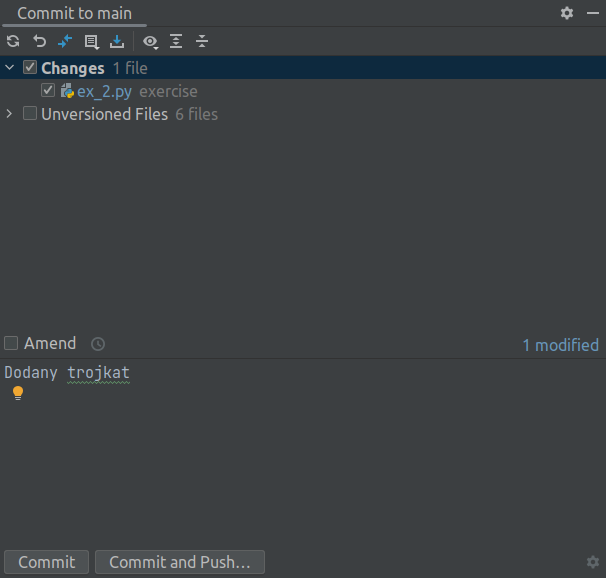 Commit to main
Changes 1 file
ex_2.py exercise
Unversioned Files 6 files
Amend
1 modified
Dodany trojkat
Commit
Commit and Push...